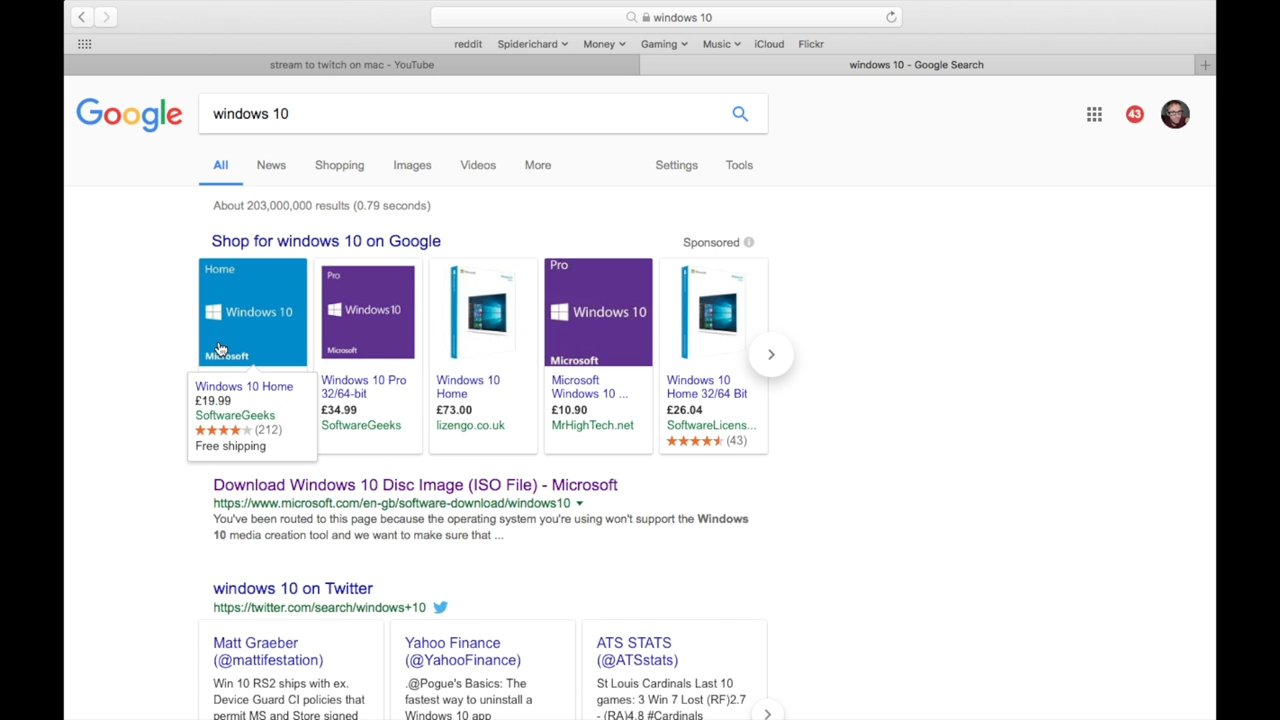 windows 10
reddit Spiderichard Money Gaming Music iCloud Flickr
stream to twitch on mac - YouTube
windows 10 - Google Search
Google
windows 10
43
All News Shopping Images Videos More Settings Tools
About 203,000,000 results (0.79 seconds)
Shop for windows 10 on Google
Sponsored
Home
Windows 10
Microsoft
Windows 10 Home
£19.99
SoftwareGeeks
(212)
Free shipping
Pro
Windows10
Microsoft
Windows 10 Pro
32/64-bit
£34.99
SoftwareGeeks
Windows 10
Home
£73.00
lizengo.co.uk
Pro
Windows 10
Microsoft
Microsoft
Windows 10 ...
£10.90
MrHighTech.net
Windows 10
Home 32/64 Bit
£26.04
SoftwareLicens...
(43)
Download Windows 10 Disc Image (ISO File) - Microsoft
https://www.microsoft.com/en-gb/software-download/windows10
You've been routed to this page because the operating system you're using won't support the Windows
10 media creation tool and we want to make sure that ...
windows 10 on Twitter
https://twitter.com/search/windows+10
Matt Graeber
(@mattifestation)
Win 10 RS2 ships with ex.
Device Guard CI policies that
permit MS and Store signed
Yahoo Finance
(@YahooFinance)
.@Pogue's Basics: The
fastest way to uninstall a
Windows 10 app
ATS STATS
(@ATSstats)
St Louis Cardinals Last 10
games: 3 Win 7 Lost (RF)2.7
- (RA)4.8 #Cardinals